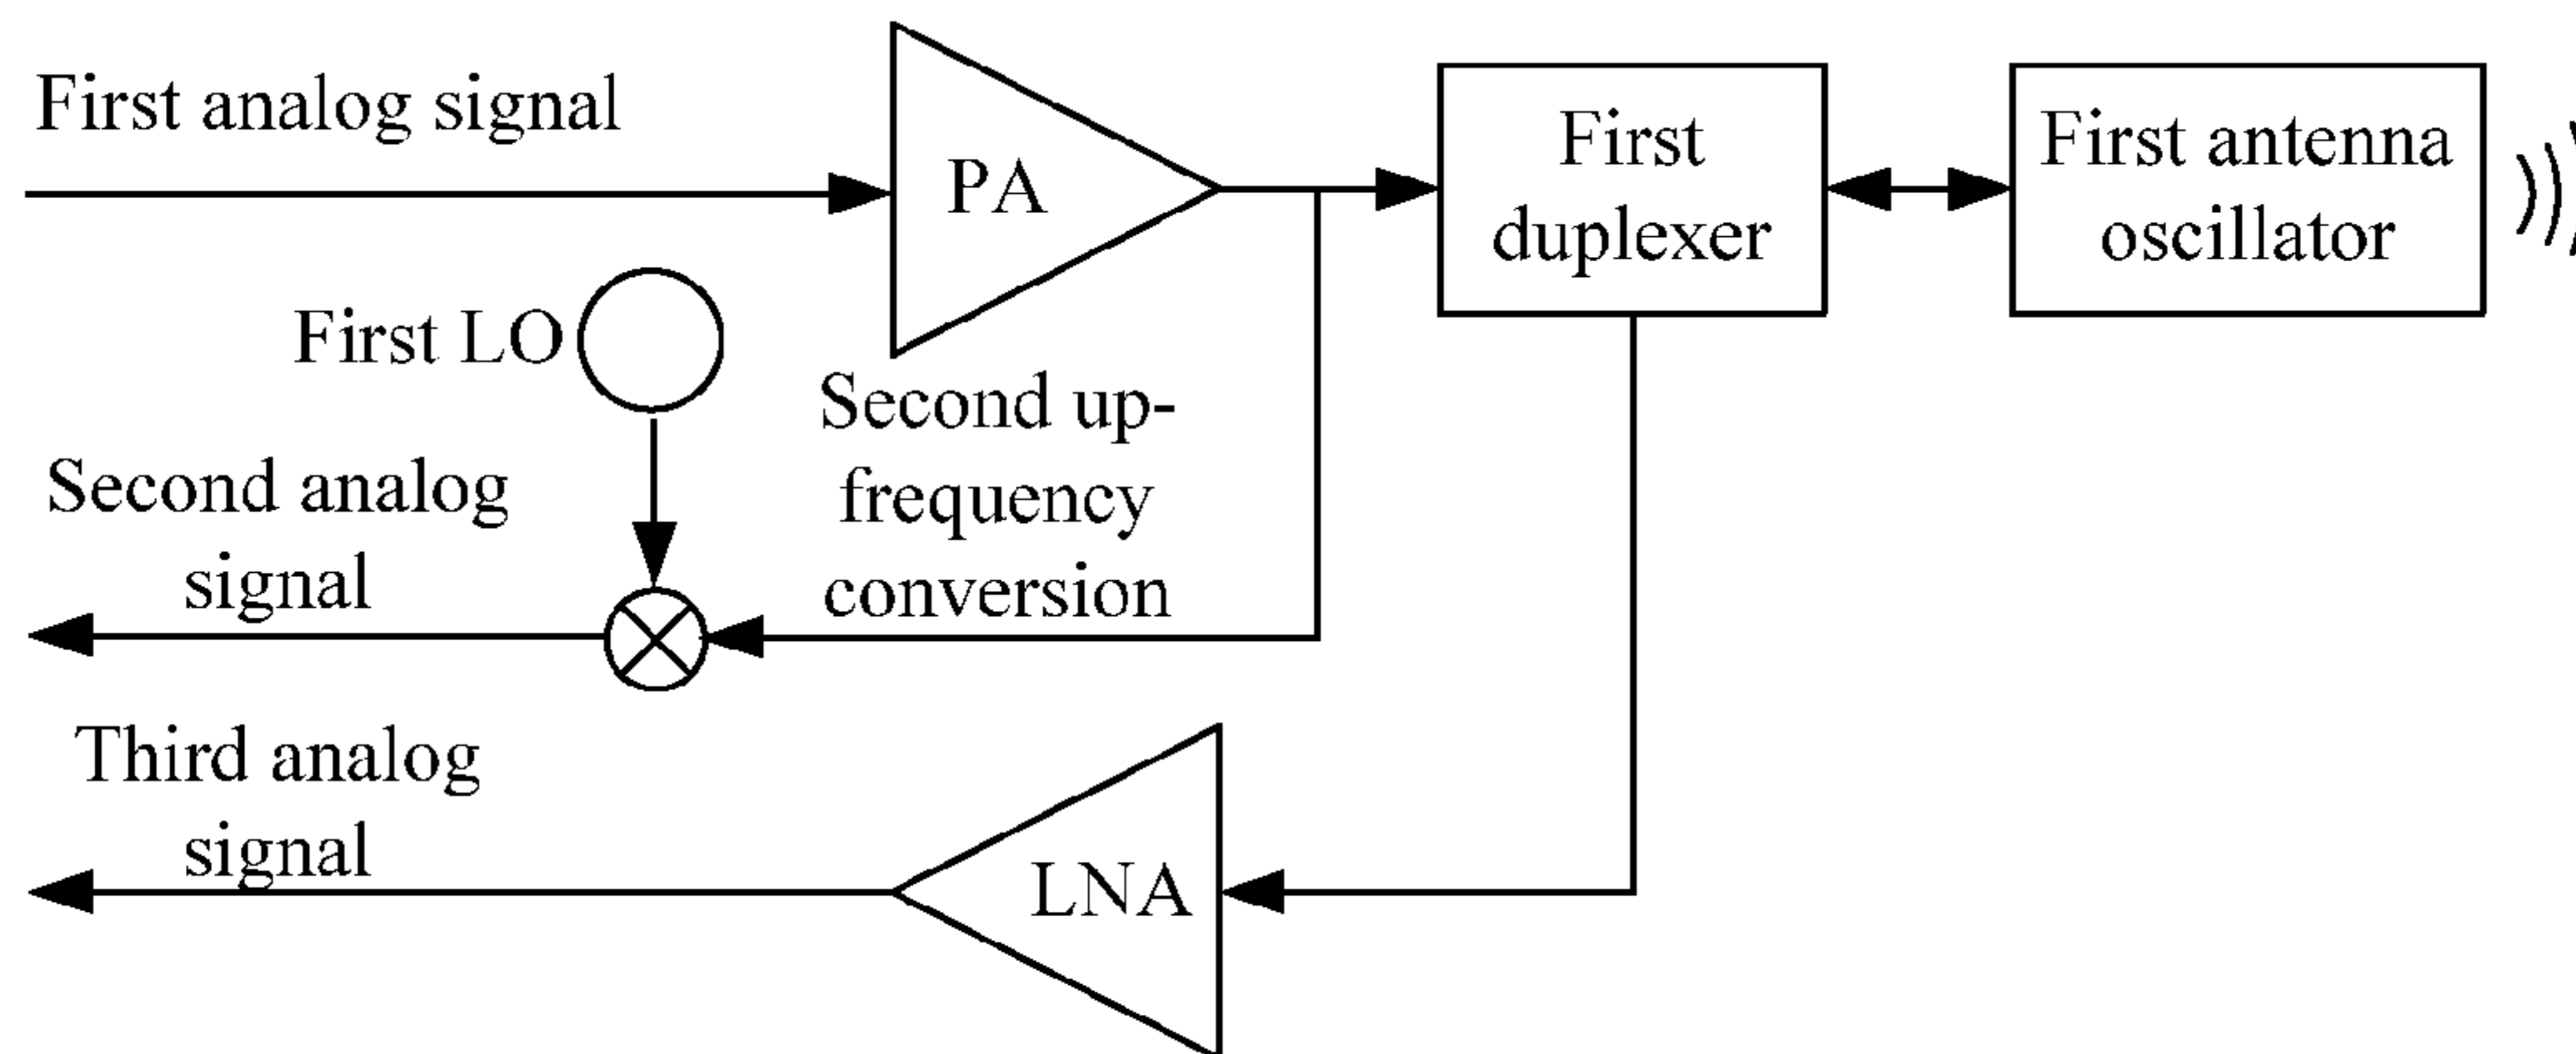 First analog signal
PA
First
duplexer
First antenna
oscillator
First LO
Second up-
frequency
conversion
Second analog
signal
Third analog
signal
LNA